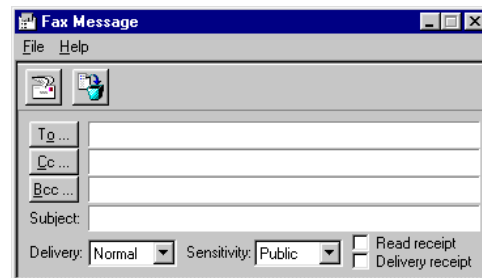 Fax Message
File Help
To ...
Cc ...
Bcc ...
Subject:
Delivery: Normal Sensitivity: Public Read receipt
Delivery receipt